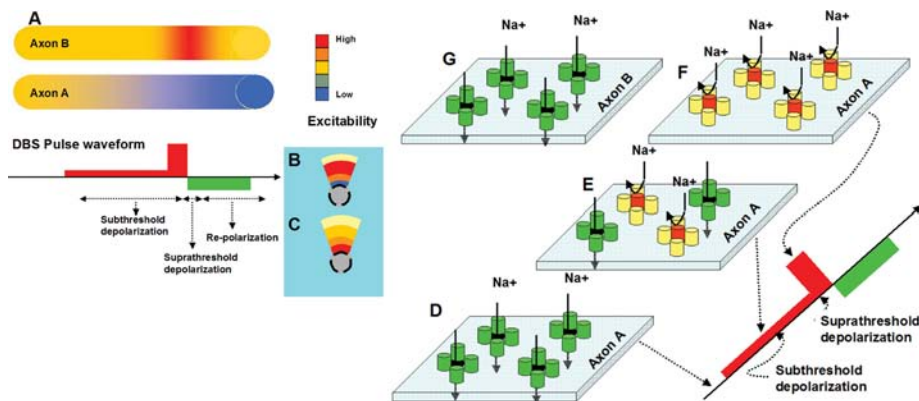 A
Axon B
Axon A
High
Low
Excitability
DBS Pulse waveform
Subthreshold
depolarization
Re-polarization
Suprathreshold
depolarization
B
C
G
Na+
Na+
Na+
Axon B
F
Na+
Na+
Na+
Na+
Axon A
E
Na+
Na+
Axon A
D
Na+
Na+
Axon A
Suprathreshold
depolarization
Subthreshold
depolarization